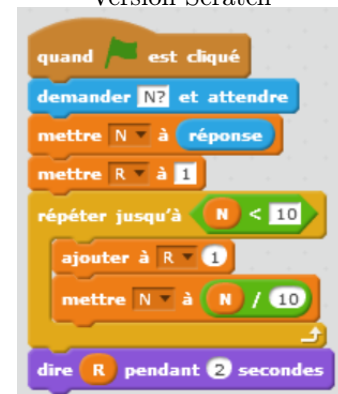 Version Scratch
quand est cliqué
demander N? et attendre
mettre N à réponse
mettre R à 1
répéter jusqu'à N < 10
ajouter à R 1
mettre N à N / 10
dire R pendant 2 secondes